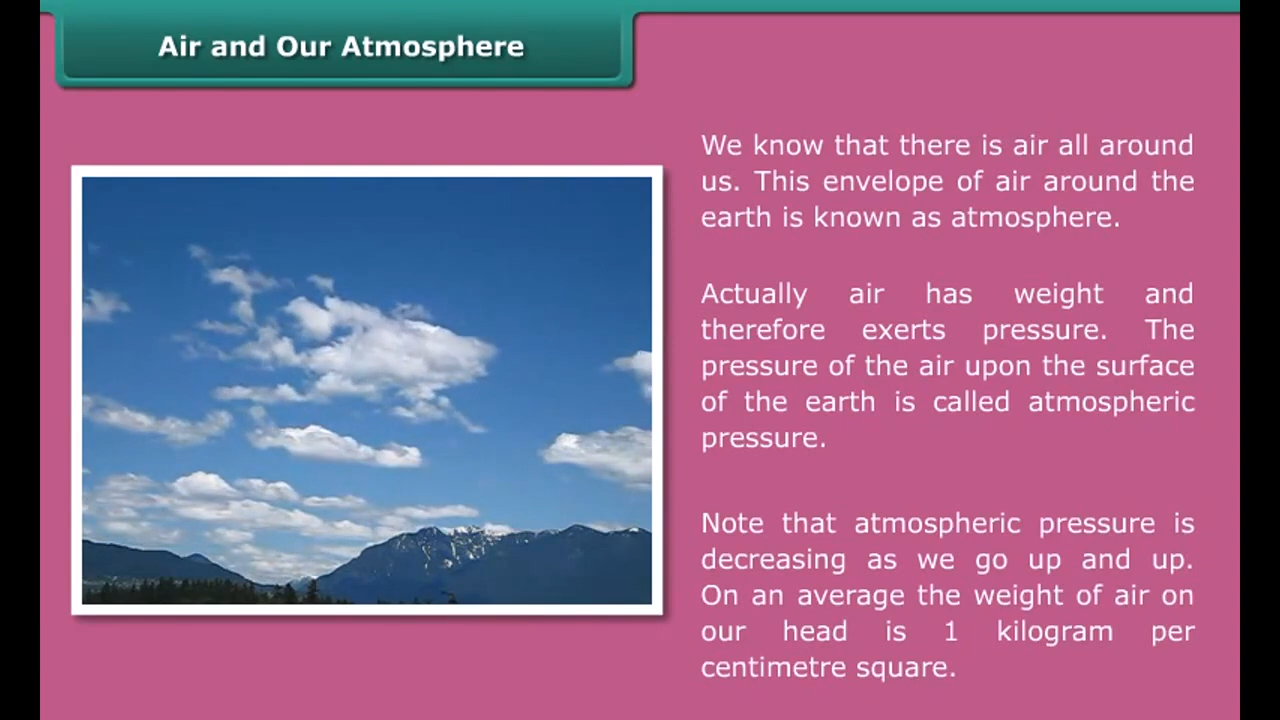 Air and Our Atmosphere
We know that there is air all around
us. This envelope of air around the
earth is known as atmosphere.
Actually air has weight and
therefore exerts pressure. The
pressure of the air upon the surface
of the earth is called atmospheric
pressure.
Note that atmospheric pressure is
decreasing as we go up and up.
On an average the weight of air on
our head is 1 kilogram per
centimetre square.